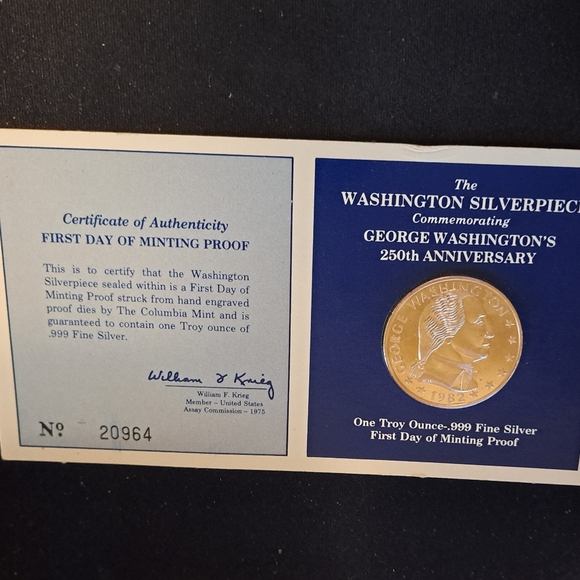 Certificate of Authenticity
FIRST DAY OF MINTING PROOF
This is to certify that the Washington
Silverpiece sealed within is a First Day of
Minting Proof struck from hand engraved
proof dies by The Columbia Mint and is
guaranteed to contain one Troy ounce of
.999 Fine Silver.
William F Krieg
William F. Krieg
Member – United States
Assay Commission – 1975
No 20964
The
WASHINGTON SILVERPIEC
Commemorating
GEORGE WASHINGTON'S
250th ANNIVERSARY
GEORGE WASHINGTON
1982
One Troy Ounce-.999 Fine Silver
First Day of Minting Proof